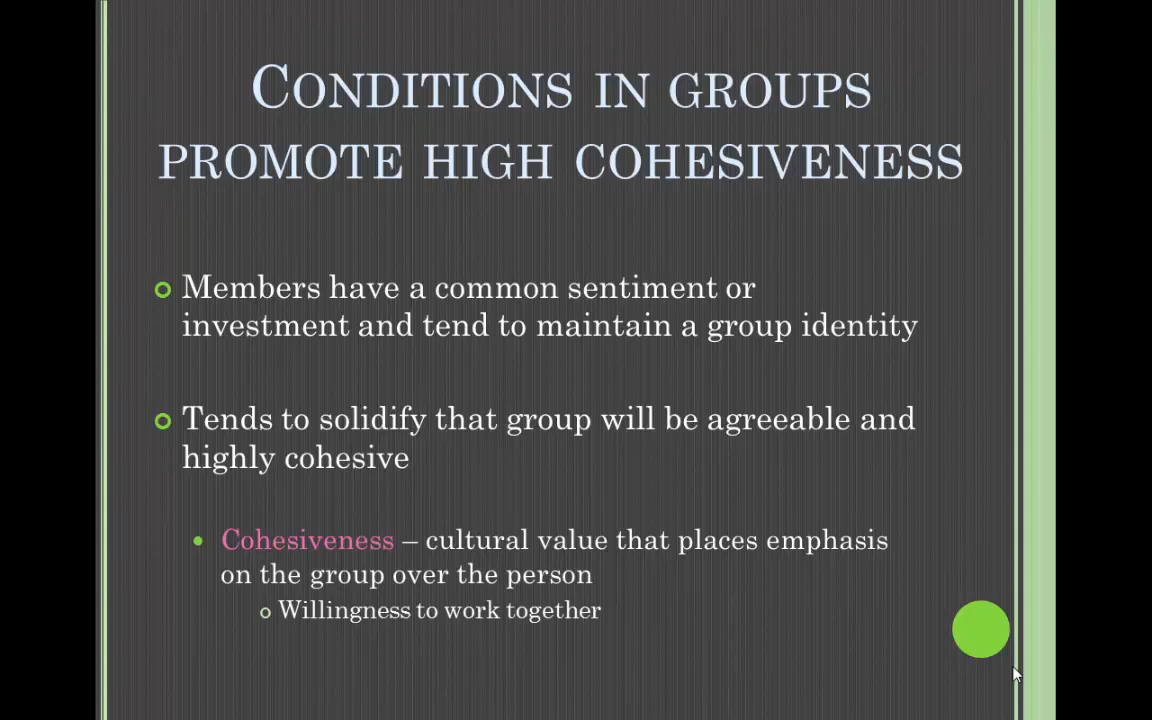 Conditions in groups
promote high cohesiveness
Members have a common sentiment or
investment and tend to maintain a group identity
Tends to solidify that group will be agreeable and
highly cohesive
Cohesiveness – cultural value that places emphasis
on the group over the person
Willingness to work together